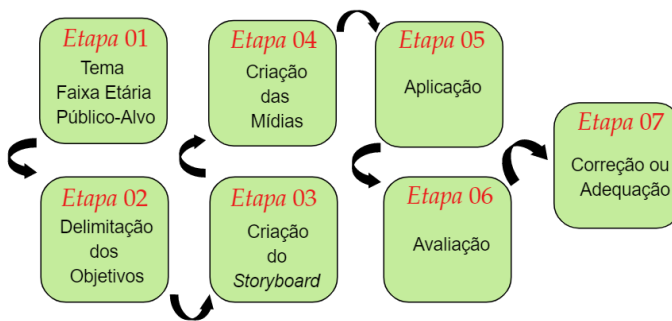 Etapa 01
Tema
Faixa Etária
Público-Alvo
Etapa 02
Delimitação
dos
Objetivos
Etapa 03
Criação
do
Storyboard
Etapa 04
Criação
das
Mídias
Etapa 05
Aplicação
Etapa 06
Avaliação
Etapa 07
Correção ou
Adequação